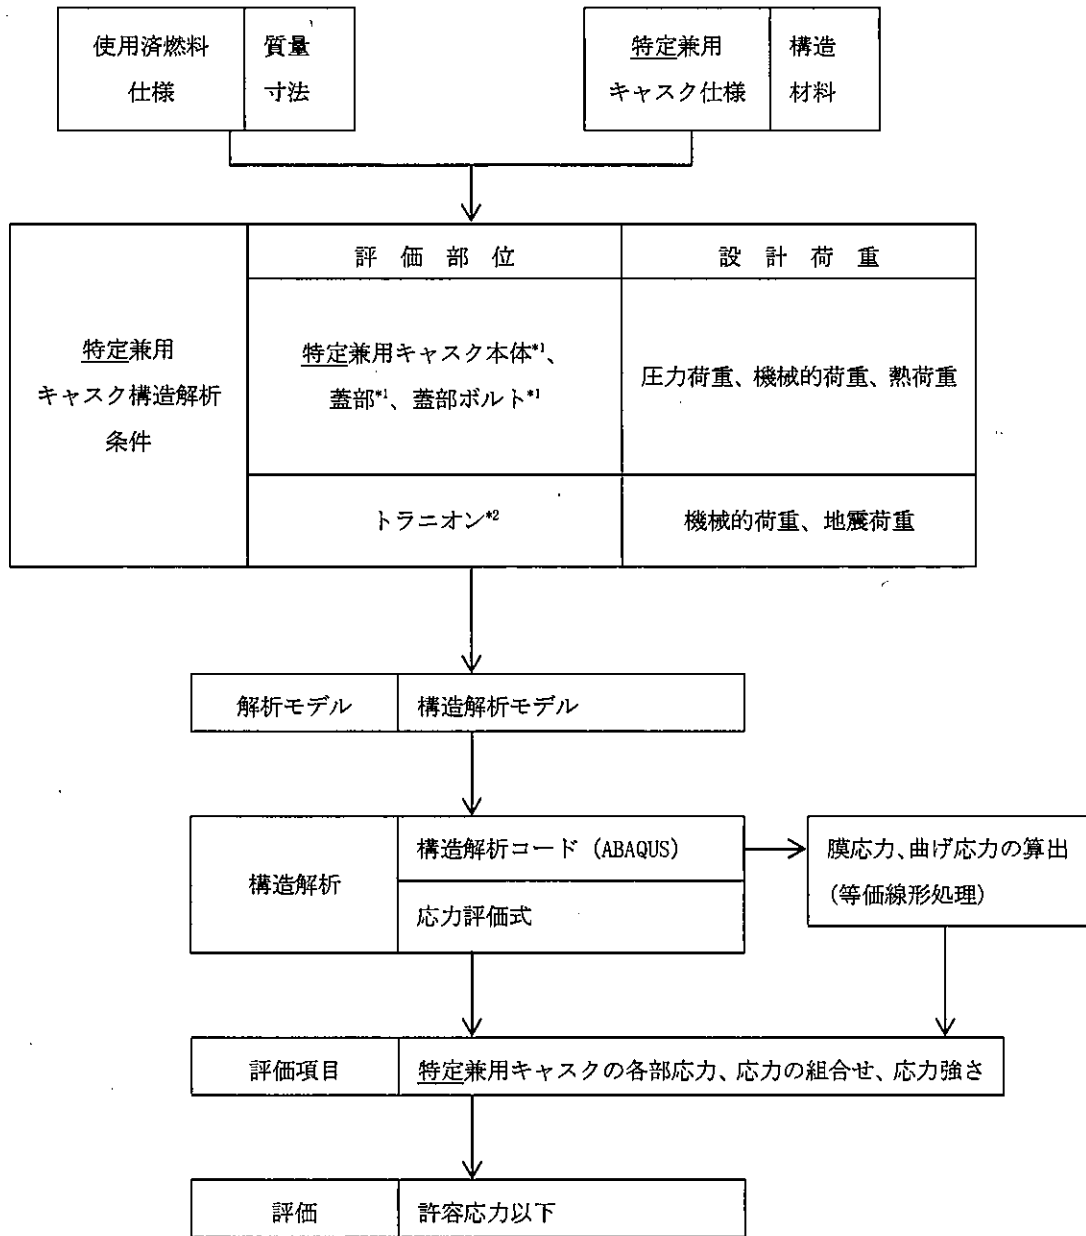 使用済燃料
仕様
質量
寸法
特定兼用
キャスク仕様
構造
材料
特定兼用
キャスク構造解析
条件
評価部位
設計荷重
特定兼用キャスク本体*1、
蓋部*1、蓋部ボルト*1
圧力荷重、機械的荷重、熱荷重
トラニオン*2
機械的荷重、地震荷重
解析モデル
構造解析モデル
構造解析
構造解析コード (ABAQUS)
応力評価式
膜応力、曲げ応力の算出
(等価線形処理)
評価項目
特定兼用キャスクの各部応力、応力の組合せ、応力強さ
評価
許容応力以下